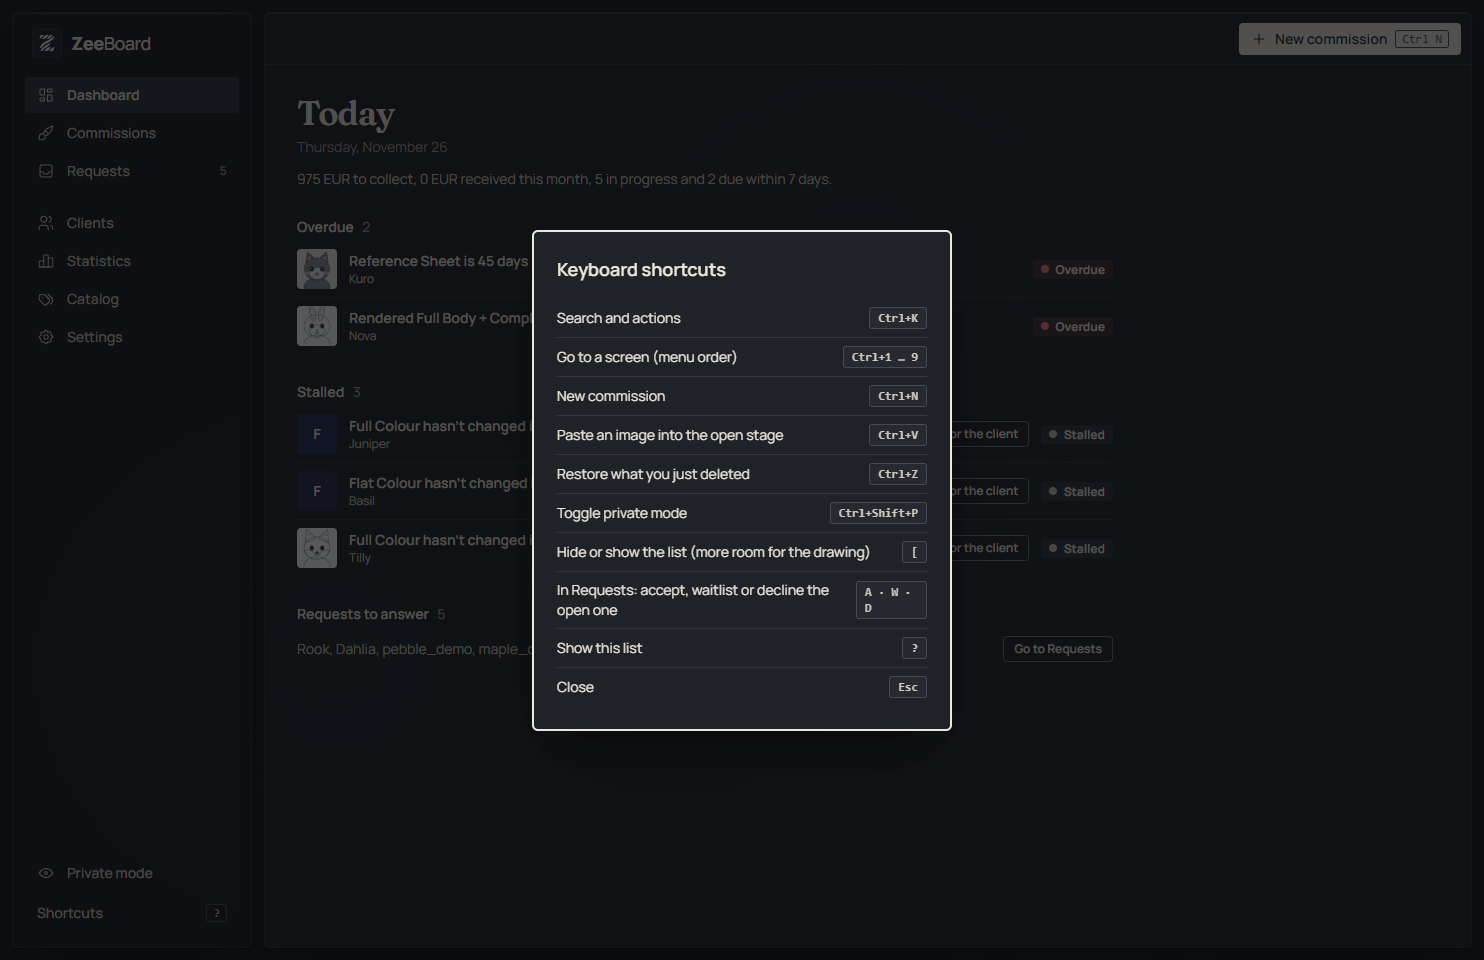 ZeeBoard
New commission Ctrl N
Dashboard
Commissions
Requests 5
Clients
Statistics
Catalog
Settings
Private mode
Shortcuts ?
Today
Thursday, November 26
975 EUR to collect, 0 EUR received this month, 5 in progress and 2 due within 7 days.
Overdue 2
Reference Sheet is 45 days
Kuro
Overdue
Rendered Full Body + Compl
Nova
Overdue
Stalled 3
F
Full Colour hasn't changed i
Juniper
or the client
Stalled
F
Flat Colour hasn't changed
Basil
or the client
Stalled
Full Colour hasn't changed i
Tilly
or the client
Stalled
Requests to answer 5
Rook, Dahlia, pebble_demo, maple_
Go to Requests
Keyboard shortcuts
Search and actions Ctrl+K
Go to a screen (menu order) Ctrl+1 … 9
New commission Ctrl+N
Paste an image into the open stage Ctrl+V
Restore what you just deleted Ctrl+Z
Toggle private mode Ctrl+Shift+P
Hide or show the list (more room for the drawing) [
In Requests: accept, waitlist or decline the A · W ·
open one D
Show this list ?
Close Esc